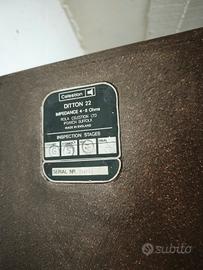 Celestion
DITTON 22
IMPEDANCE 4-8 Ohms
ROLA CELESTION LTD
IPSWICH SUFFOLK
MADE IN ENGLAND
INSPECTION STAGES
SERIAL Nº
subito